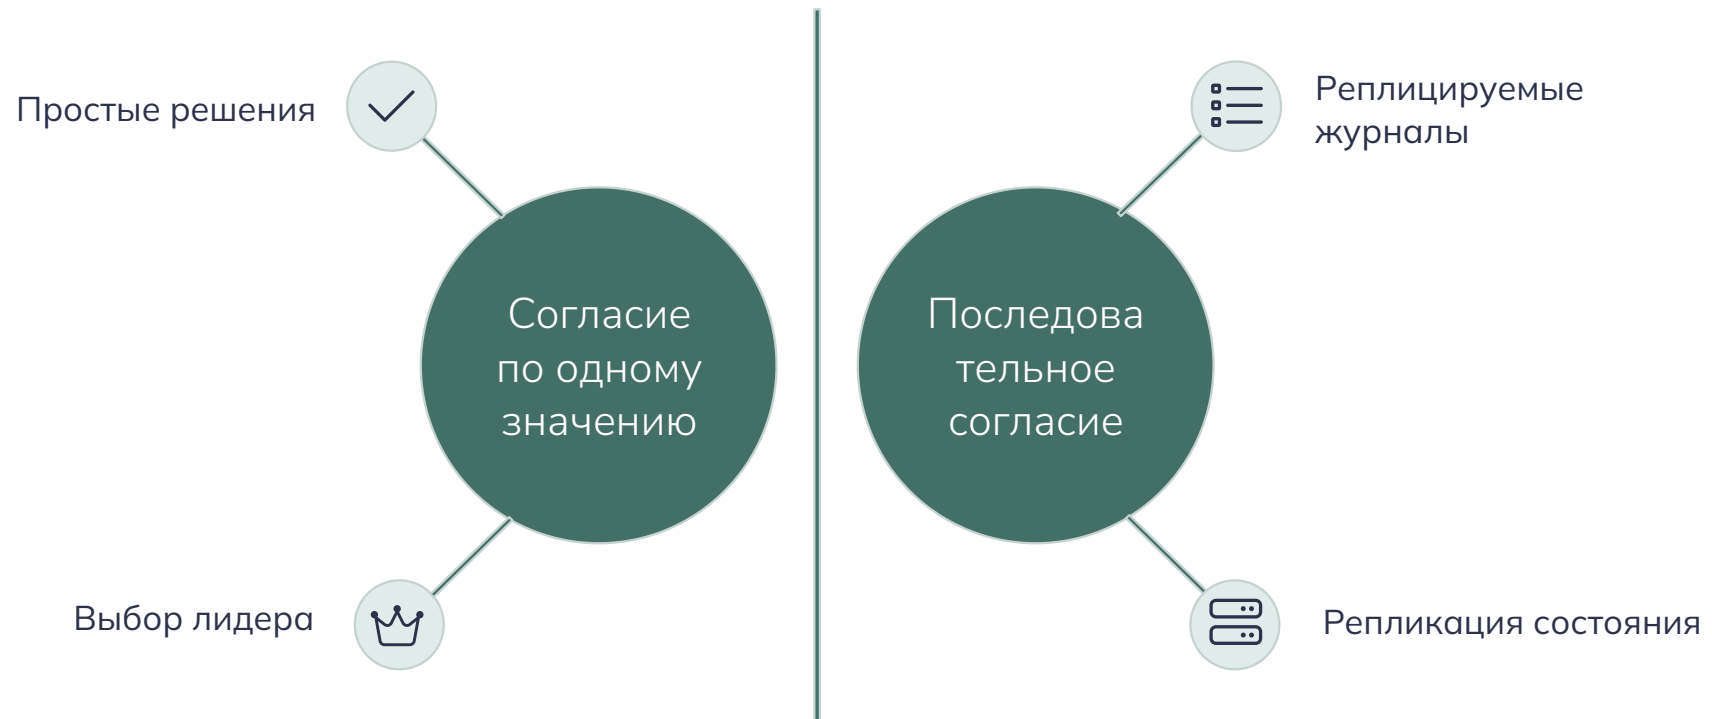 Простые решения
Согласие
по одному
значению
Выбор лидера
Реплицируемые
журналы
Последова
тельное
согласие
Репликация состояния